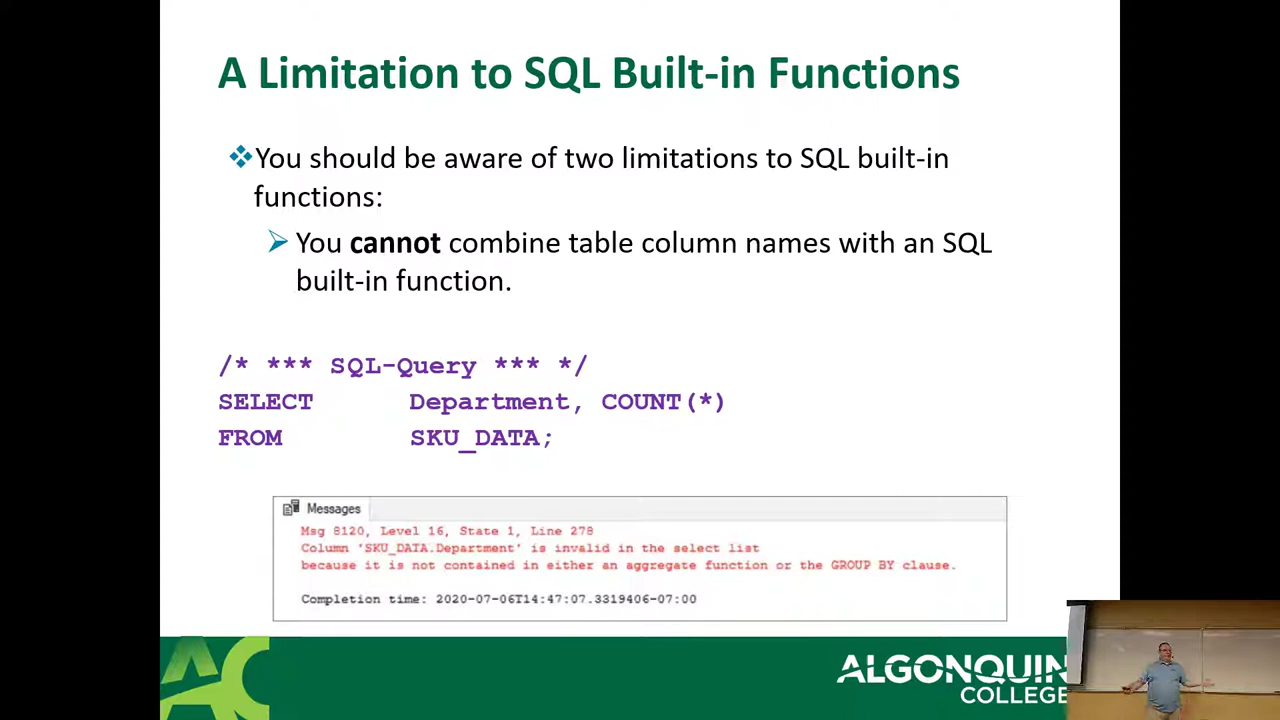 A Limitation to SQL Built-in Functions
You should be aware of two limitations to SQL built-in
functions:
You cannot combine table column names with an SQL
built-in function.
/* *** SQL-Query *** */
SELECT Department, COUNT(*)
FROM SKU_DATA;
Messages
Msg 8120, Level 16, State 1, Line 278
Column 'SKU_DATA.Department' is invalid in the select list
because it is not contained in either an aggregate function or the GROUP BY clause.
Completion time: 2020-07-06T14:47:07.3319406-07:00
AC
ALGONQUIN
COLLEGE